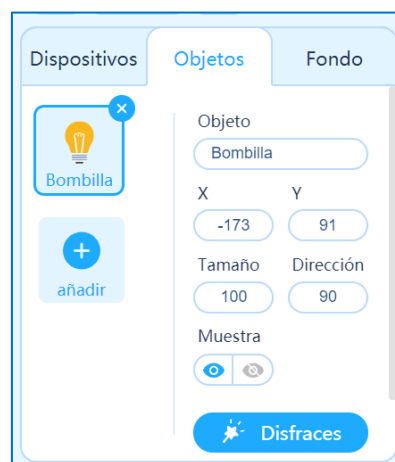 Dispositivos Objetos Fondo
Bombilla
añadir
Objeto
Bombilla
X Y
-173 91
Tamaño Dirección
100 90
Muestra
Disfraces